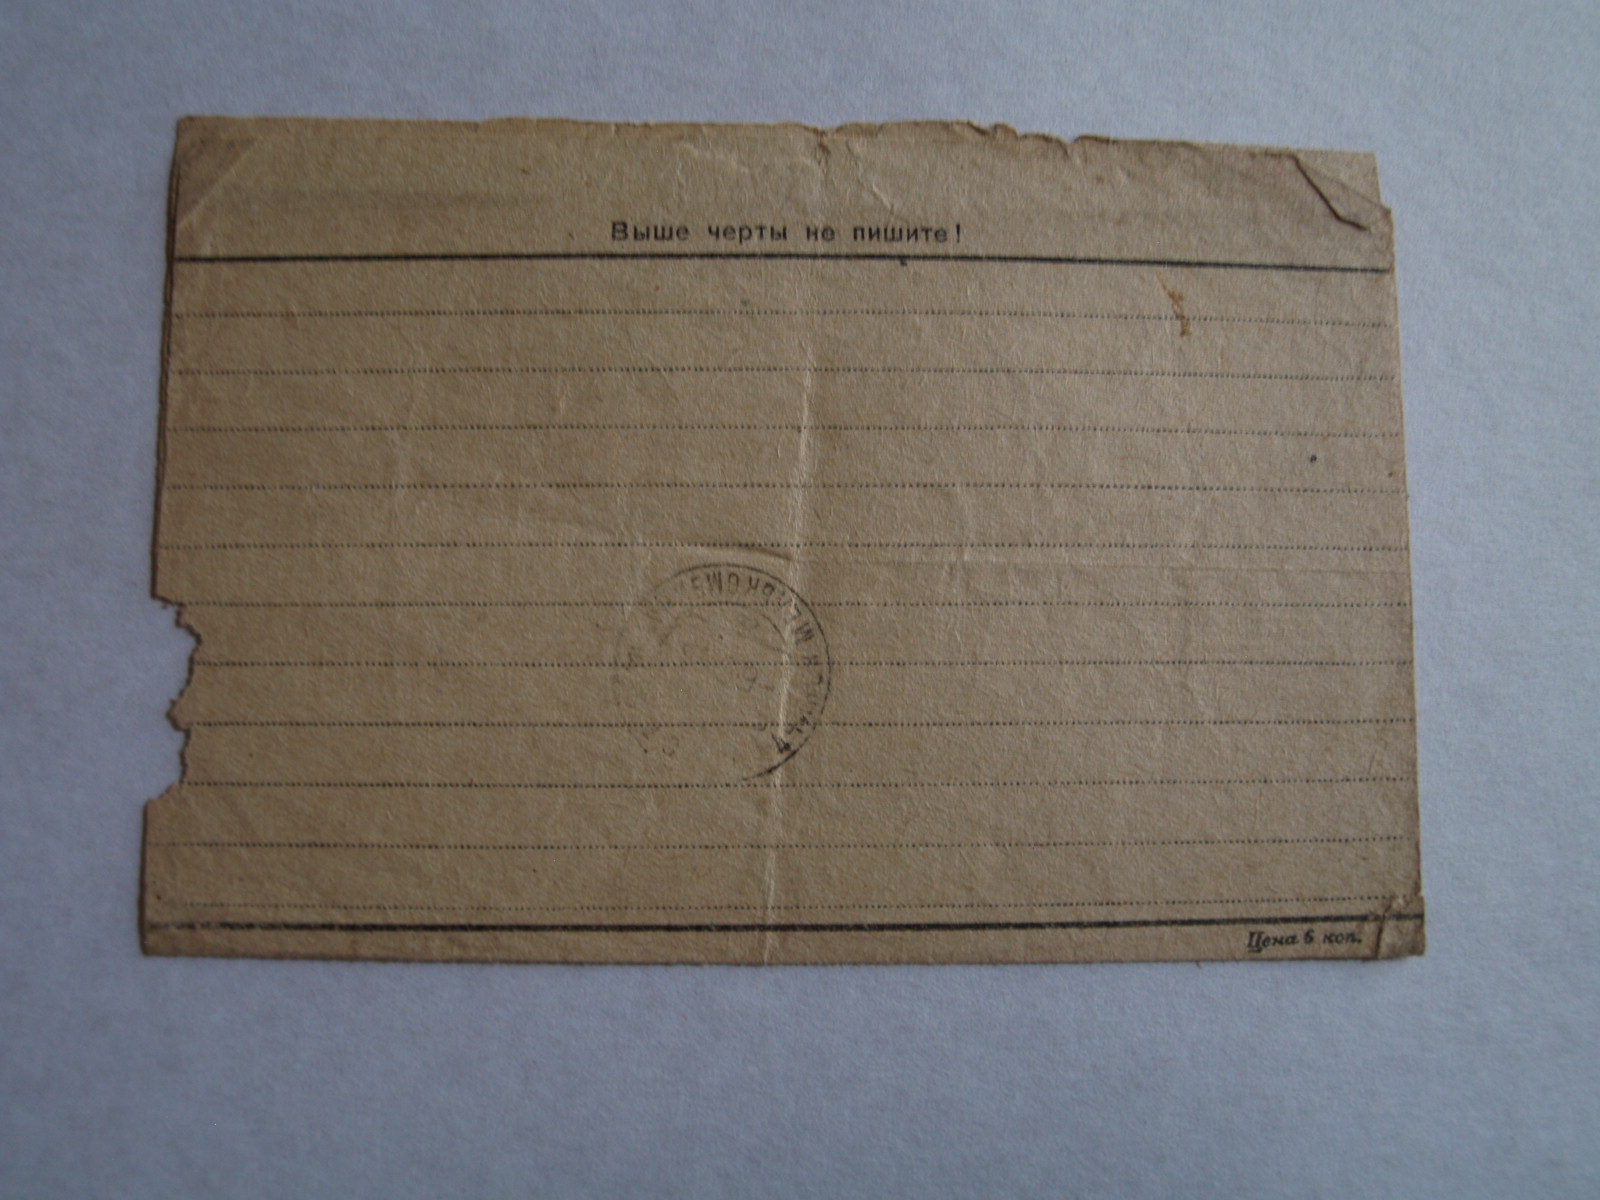 Выше черты не пишите!
Цена 6 коп.